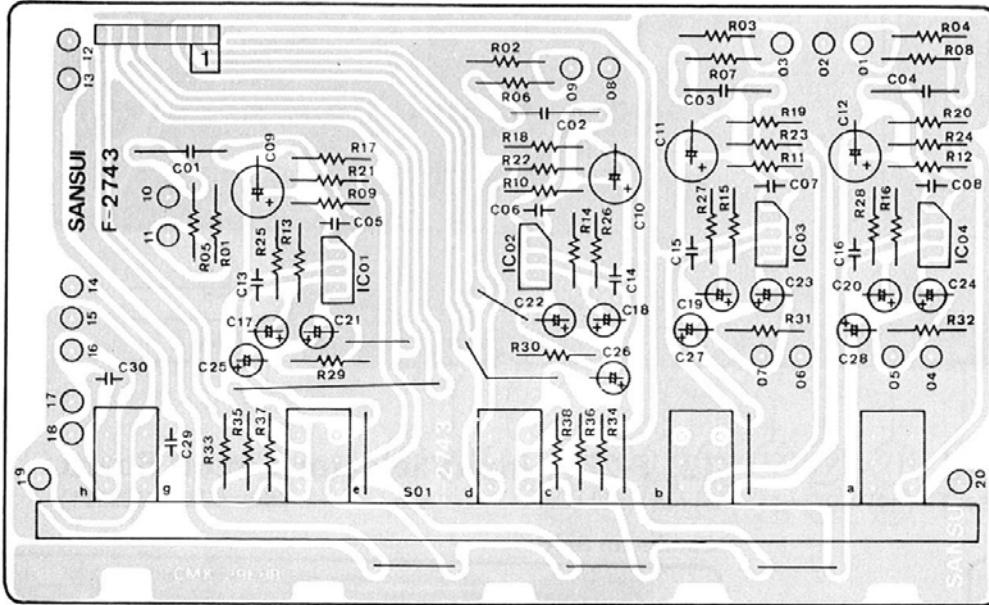 12
13
1
R03
R04
R02
R07
03
02
01
R08
R06
09
08
C03
C04
C02
SANSUI
F-2743
C01
C09
R17
R21
R09
R18
R22
R10
C11
R19
R23
R11
C12
R20
R24
R12
10
11
R05
R01
R25
R13
C05
IC01
C06
IC02
R14
R26
C10
R27
R15
C07
IC03
R28
R16
C08
IC04
C13
C14
C15
C16
14
15
16
C17
C21
C22
C18
C19
C23
C20
C24
C25
R29
R30
C26
C27
R31
C28
R32
07
06
05
04
C30
17
18
19
C29
R33
R35
R37
R38
R36
R34
h
g
e
S01
d
c
b
a
20
2743
SANSUI